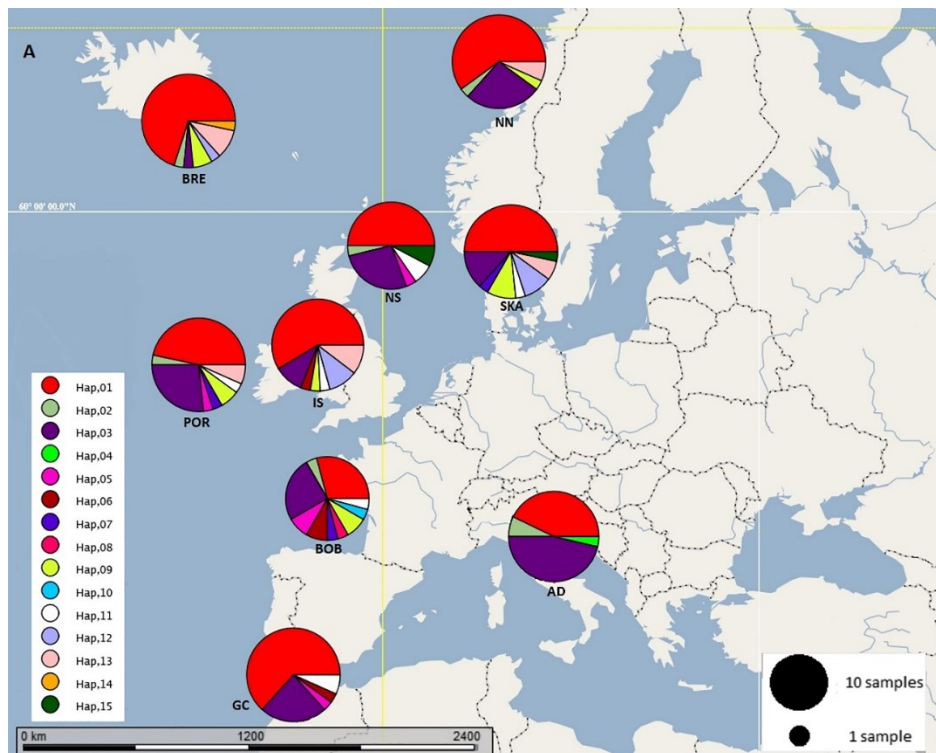 A
NN
BRE
60° 00' 00.0"N
NS
SKA
IS
POR
BOB
AD
GC
Hap,01
Hap,02
Hap,03
Hap,04
Hap,05
Hap,06
Hap,07
Hap,08
Hap,09
Hap,10
Hap,11
Hap,12
Hap,13
Hap,14
Hap,15
10 samples
1 sample
0 km
1200
2400